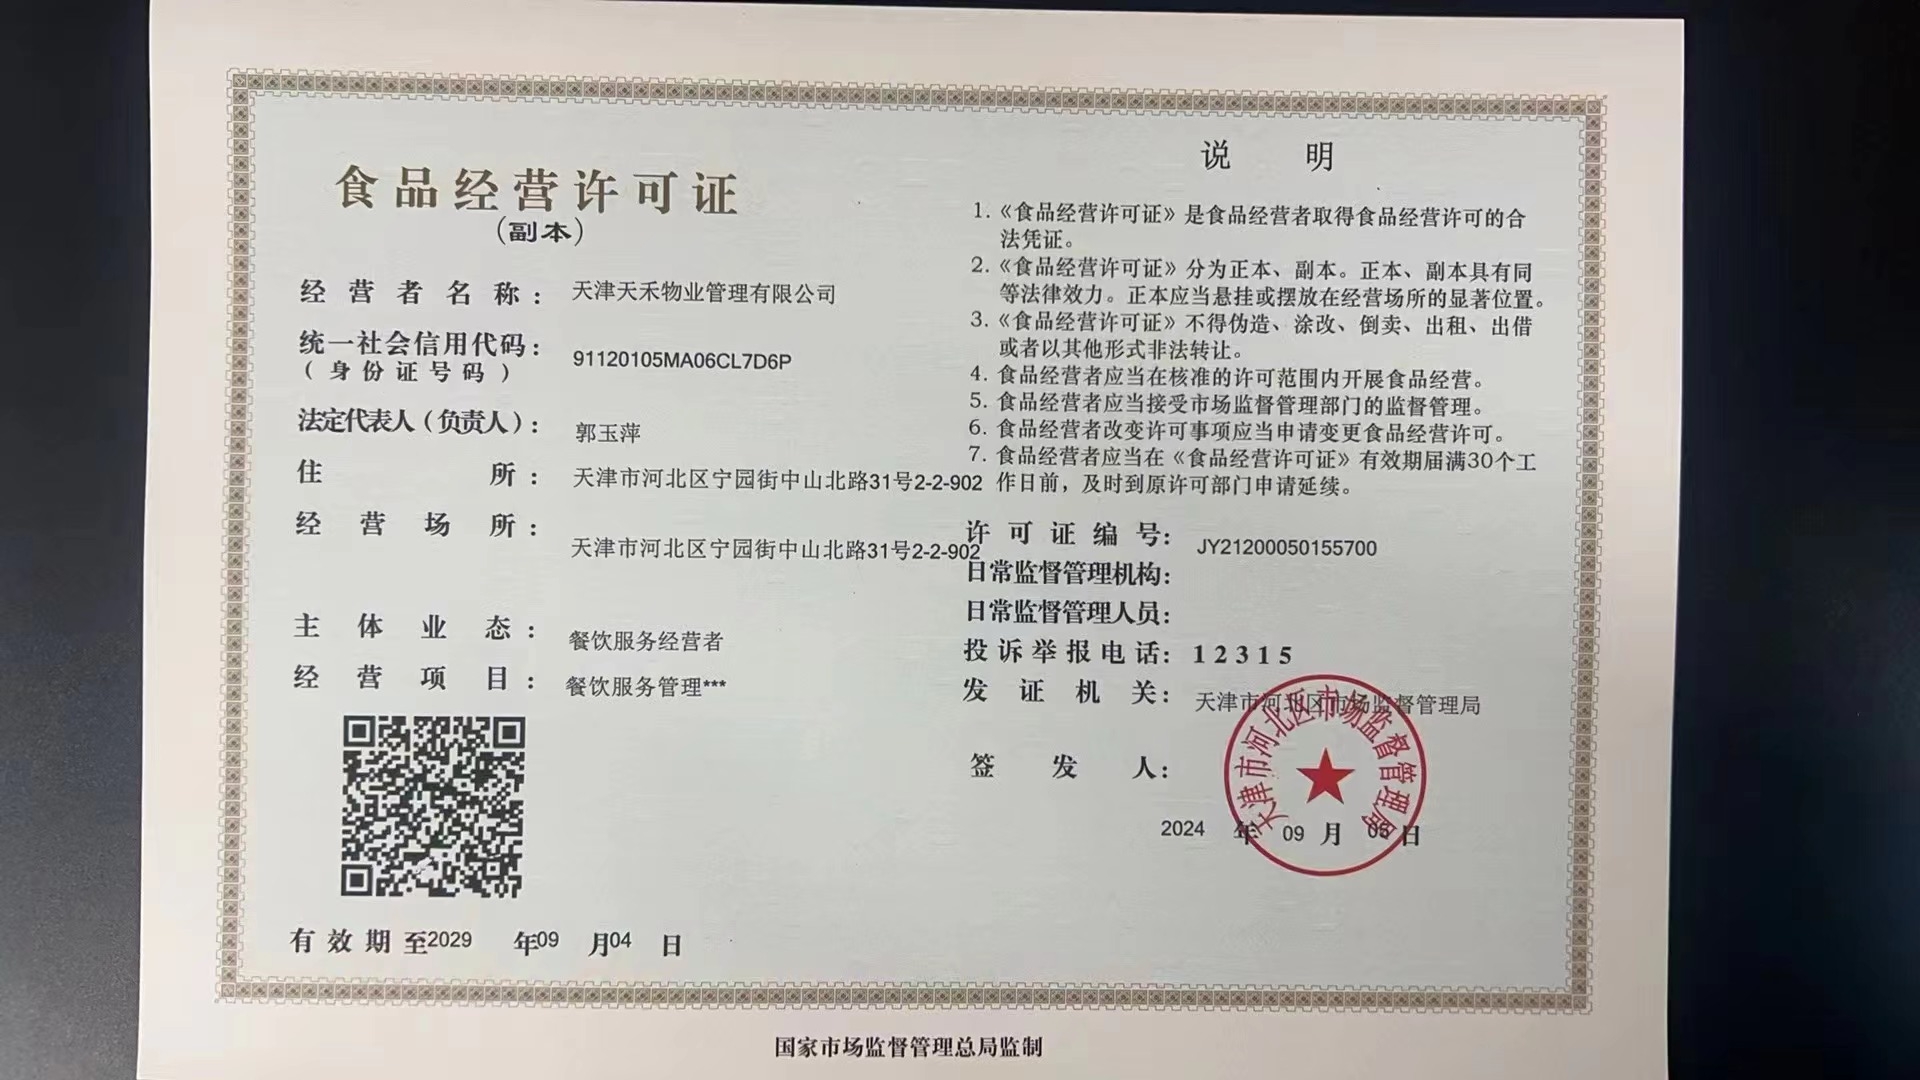 食品经营许可证
（副本）
经营者名称：天津天禾物业管理有限公司
统一社会信用代码：
（身份证号码）
91120105MA06CL7D6P
法定代表人（负责人）：郭玉萍
住所：天津市河北区宁园街中山北路31号2-2-902
经营场所：天津市河北区宁园街中山北路31号2-2-902
主体业态：餐饮服务经营者
经营项目：餐饮服务管理***
有效期至2029年09月04日
说明
1.《食品经营许可证》是食品经营者取得食品经营许可的合
法凭证。
2.《食品经营许可证》分为正本、副本。正本、副本具有同
等法律效力。正本应当悬挂或摆放在经营场所的显著位置。
3.《食品经营许可证》不得伪造、涂改、倒卖、出租、出借
或者以其他形式非法转让。
4.食品经营者应当在核准的许可范围内开展食品经营。
5.食品经营者应当接受市场监督管理部门的监督管理。
6.食品经营者改变许可事项应当申请变更食品经营许可。
7.食品经营者应当在《食品经营许可证》有效期届满30个工
作日前，及时到原许可部门申请延续。
许可证编号：JY21200050155700
日常监督管理机构：
日常监督管理人员：
投诉举报电话：12315
发证机关：天津市河北区市场监督管理局
签发人：
天津市河北区市场监督管理局
2024年09月05日
国家市场监督管理总局监制